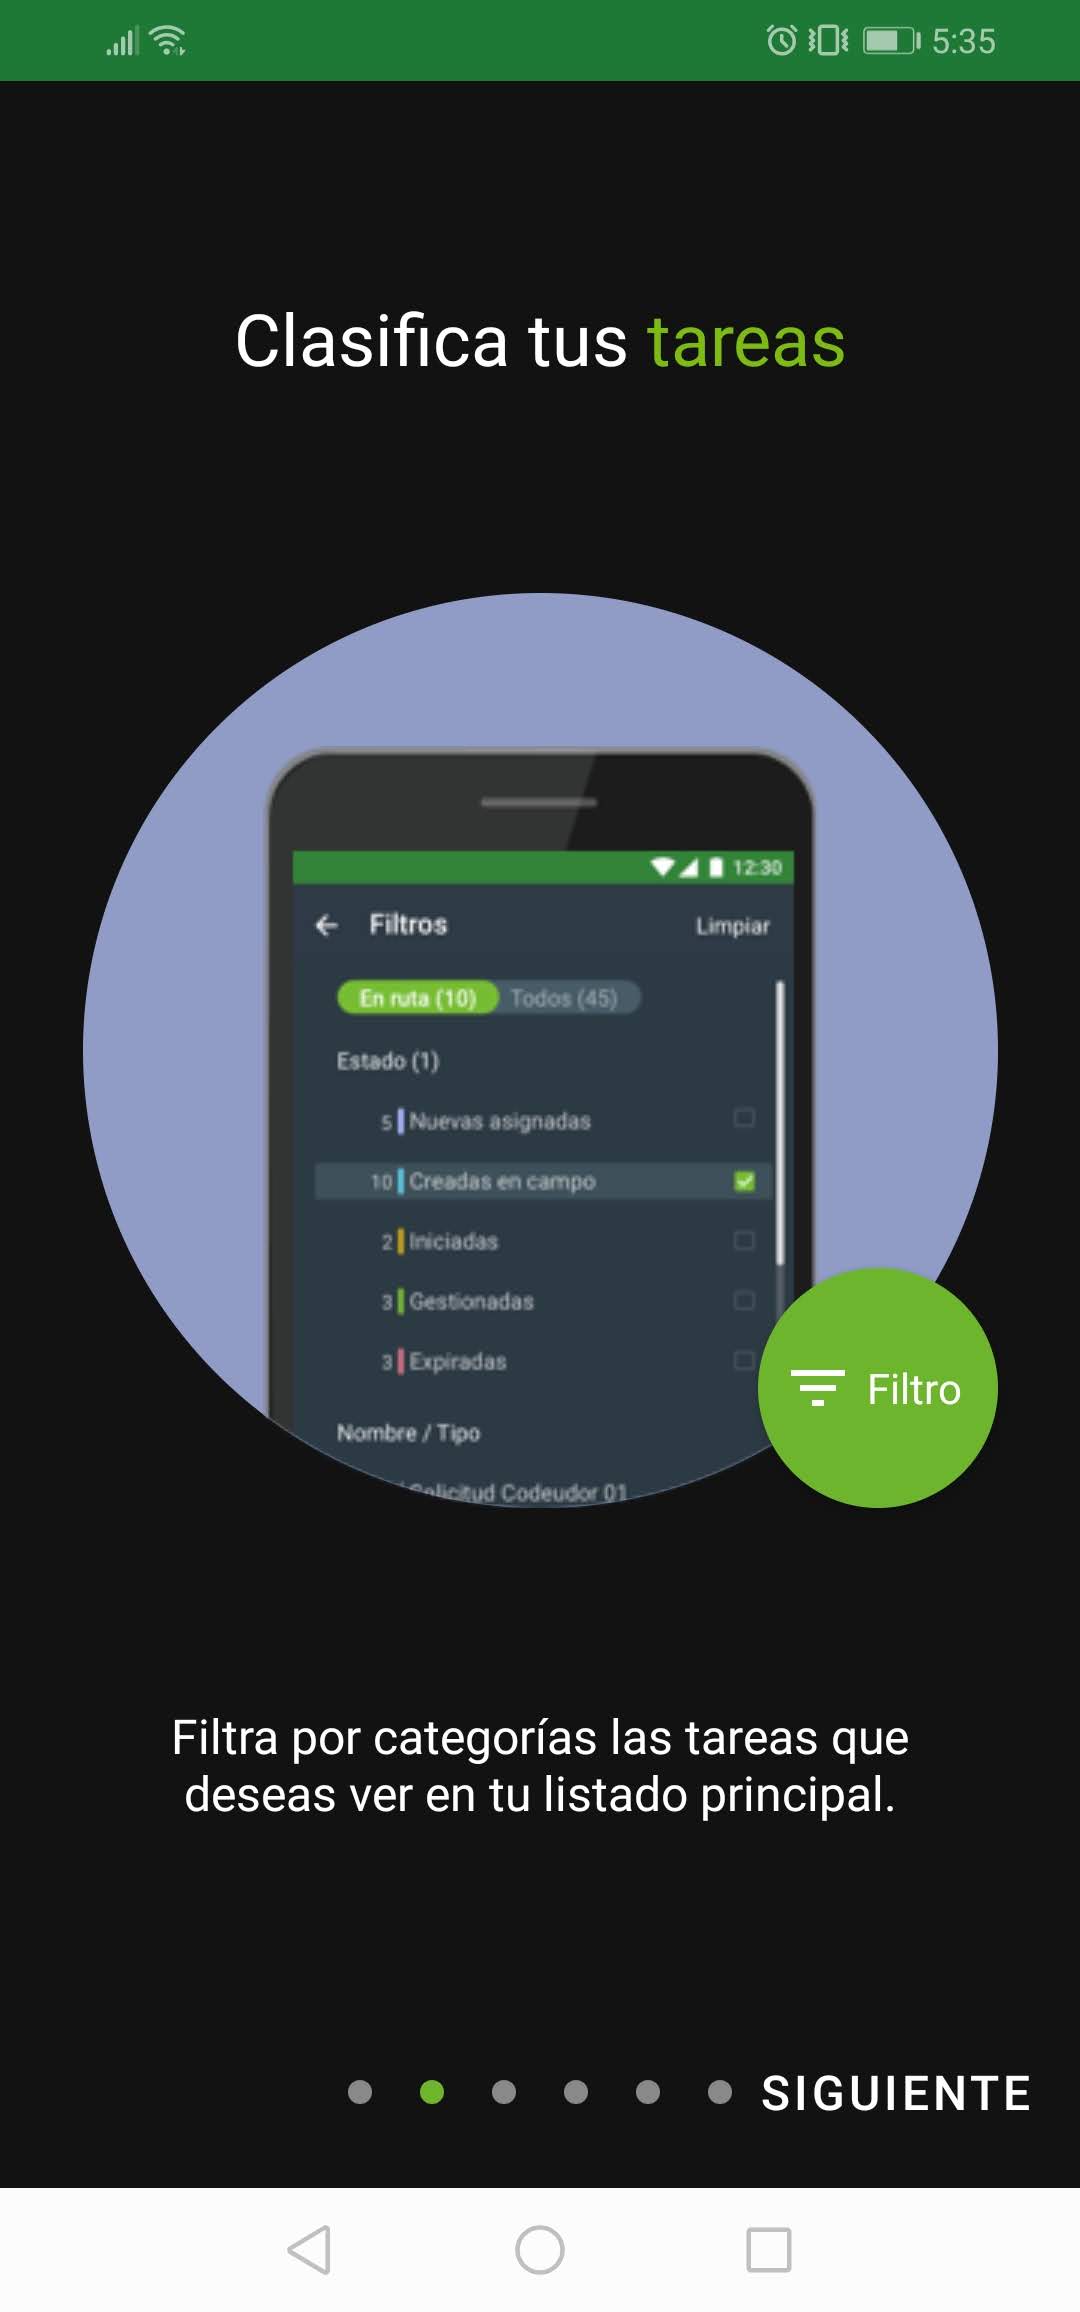 5:35
Clasifica tus tareas
12:30
Filtros
Limpiar
En ruta (10)
Todos (45)
Estado (1)
5 Nuevas asignadas
10 Creadas en campo
2 Iniciadas
3 Gestionadas
3 Expiradas
Nombre / Tipo
Solicitud Codeudor 01
Filtro
Filtra por categorías las tareas que
deseas ver en tu listado principal.
SIGUIENTE